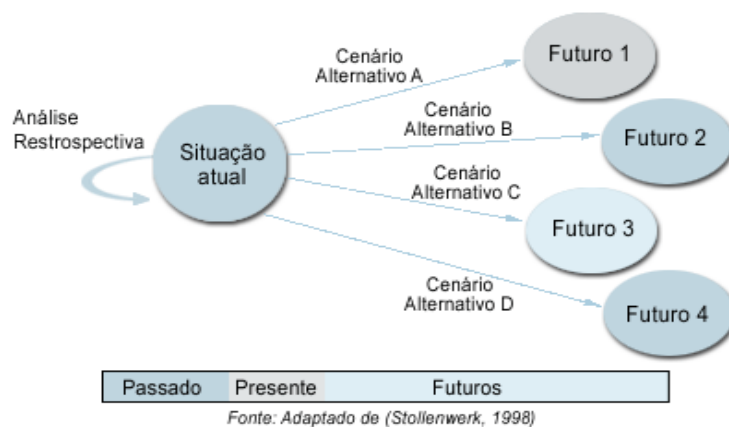 Cenário
Alternativo A
Futuro 1
Análise
Restrospectiva
Situação
atual
Cenário
Alternativo B
Futuro 2
Cenário
Alternativo C
Futuro 3
Cenário
Alternativo D
Futuro 4
Passado Presente Futuros
Fonte: Adaptado de (Stollenwerk, 1998)